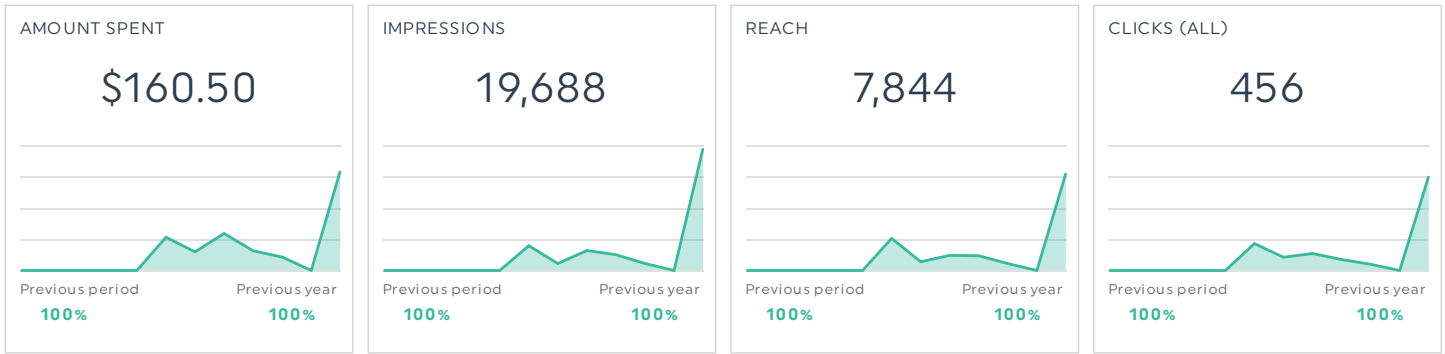 AMOUNT SPENT
$160.50
Previous period Previous year
100% 100%
IMPRESSIONS
19,688
Previous period Previous year
100% 100%
REACH
7,844
Previous period Previous year
100% 100%
CLICKS (ALL)
456
Previous period Previous year
100% 100%